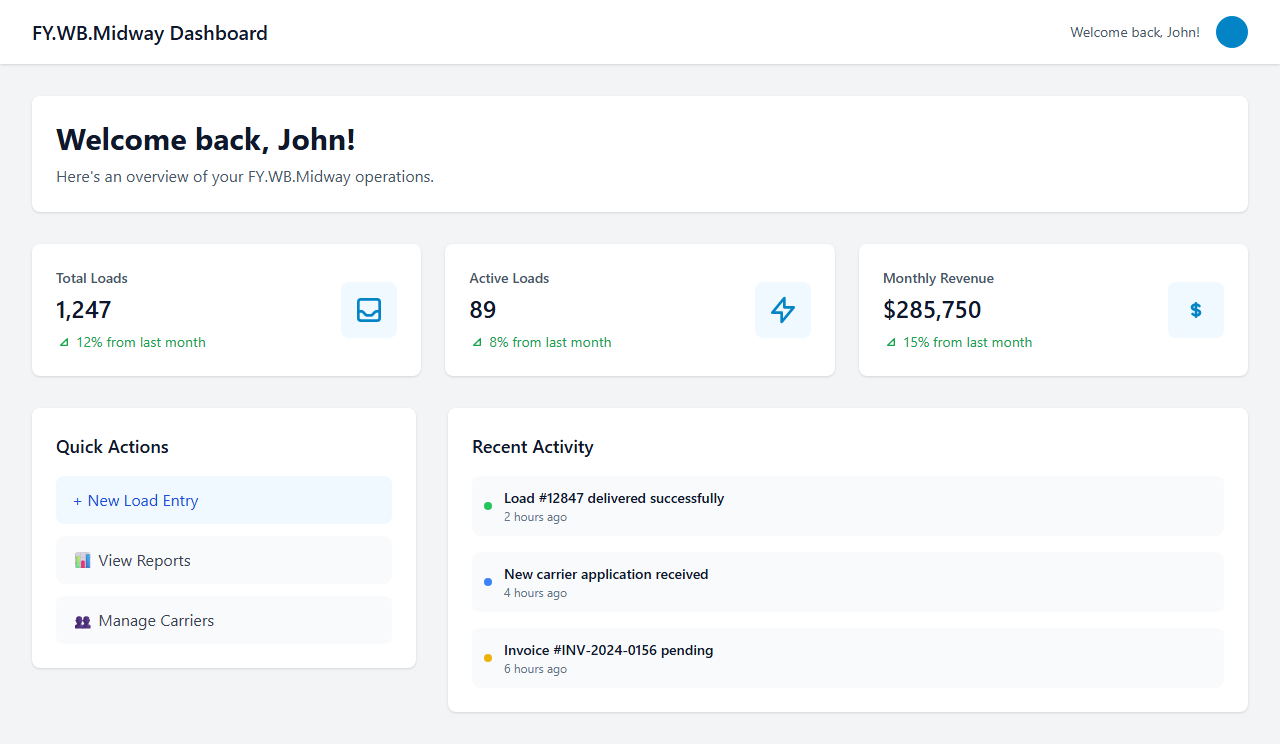 FY.WB.Midway Dashboard
Welcome back, John!
Welcome back, John!
Here's an overview of your FY.WB.Midway operations.
Total Loads
1,247
12% from last month
Active Loads
89
8% from last month
Monthly Revenue
$285,750
15% from last month
$
Quick Actions
+ New Load Entry
View Reports
Manage Carriers
Recent Activity
Load #12847 delivered successfully
2 hours ago
New carrier application received
4 hours ago
Invoice #INV-2024-0156 pending
6 hours ago